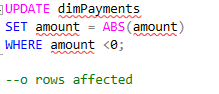 UPDATE dimPayments
SET amount = ABS(amount)
WHERE amount <0;
--o rows affected